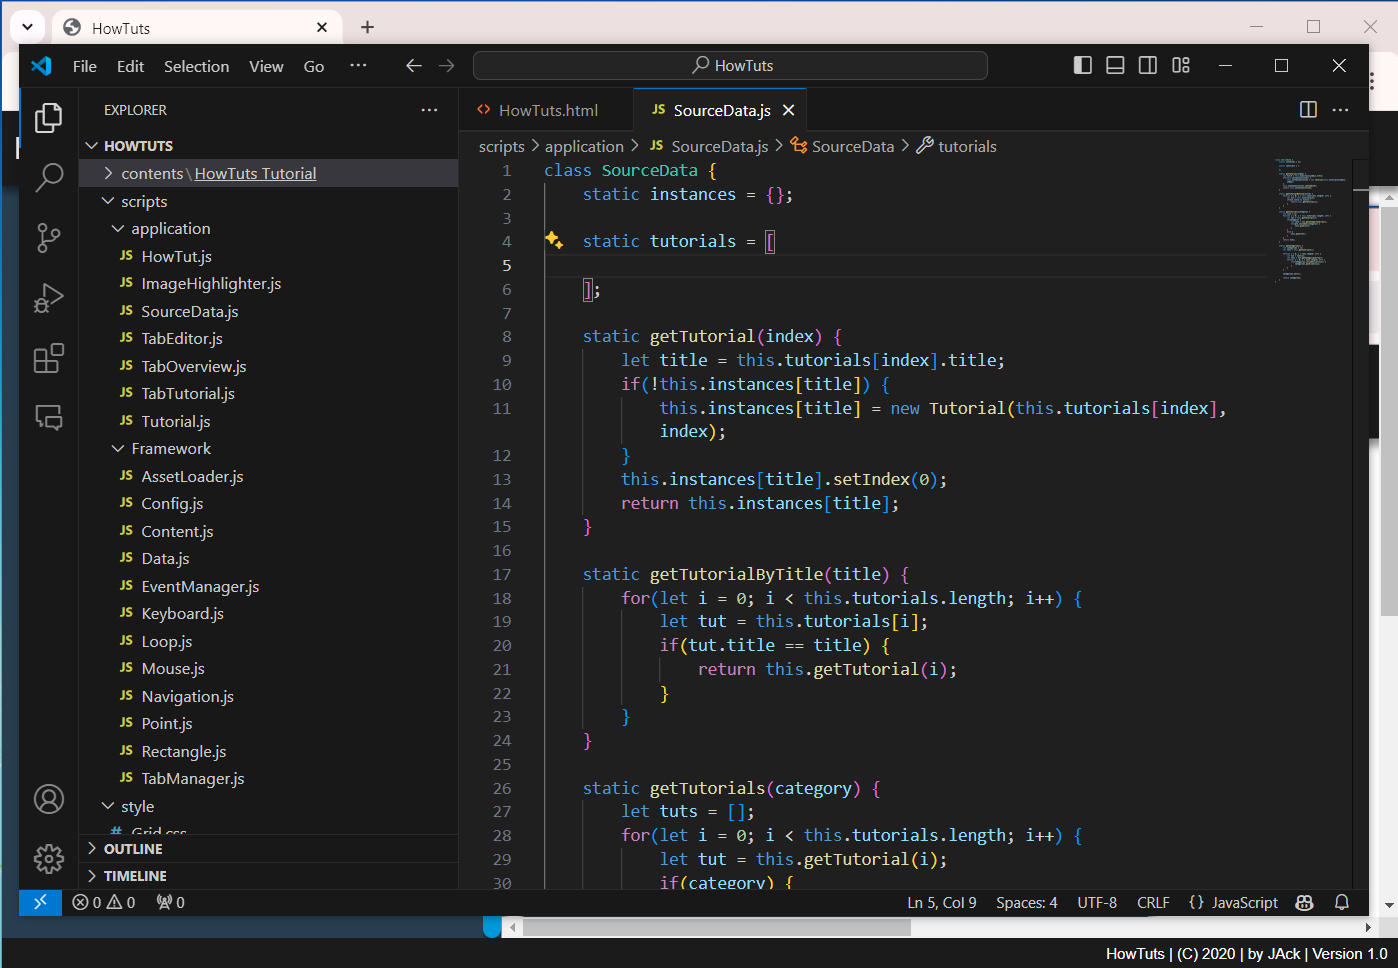 HowTuts
File Edit Selection View Go ···
HowTuts
EXPLORER
HowTuts.html
JS SourceData.js
HOWTUTS
contents\HowTuts Tutorial
scripts
application
JS HowTut.js
JS ImageHighlighter.js
JS SourceData.js
JS TabEditor.js
JS TabOverview.js
JS TabTutorial.js
JS Tutorial.js
Framework
JS AssetLoader.js
JS Config.js
JS Content.js
JS Data.js
JS EventManager.js
JS Keyboard.js
JS Loop.js
JS Mouse.js
JS Navigation.js
JS Point.js
JS Rectangle.js
JS TabManager.js
style
# Grid.css
OUTLINE
TIMELINE
scripts > application > JS SourceData.js > SourceData > tutorials
1 class SourceData {
2 static instances = {};
3
4 static tutorials = [
5
6 ];
7
8 static getTutorial(index) {
9 let title = this.tutorials[index].title;
10 if(!this.instances[title]) {
11 this.instances[title] = new Tutorial(this.tutorials[index],
index);
12 }
13 this.instances[title].setIndex(0);
14 return this.instances[title];
15 }
16
17 static getTutorialByTitle(title) {
18 for(let i = 0; i < this.tutorials.length; i++) {
19 let tut = this.tutorials[i];
20 if(tut.title == title) {
21 return this.getTutorial(i);
22 }
23 }
24 }
25
26 static getTutorials(category) {
27 let tuts = [];
28 for(let i = 0; i < this.tutorials.length; i++) {
29 let tut = this.getTutorial(i);
30 if(category) {
0 0 0
Ln 5, Col 9 Spaces: 4 UTF-8 CRLF {} JavaScript
HowTuts | (C) 2020 | by JAck | Version 1.0